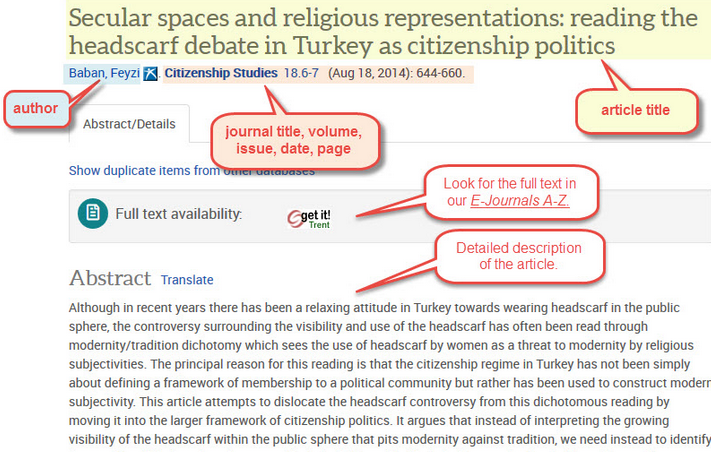 Secular spaces and religious representations: reading the
headscarf debate in Turkey as citizenship politics
Baban, Feyzi. Citizenship Studies 18.6-7 (Aug 18, 2014): 644-660.
author
article title
journal title, volume,
issue, date, page
Abstract/Details
Show duplicate items from other databases
Look for the full text in
our E-Journals A-Z.
Full text availability:
get it!
Trent
Detailed description
of the article.
Abstract Translate
Although in recent years there has been a relaxing attitude in Turkey towards wearing headscarf in the public
sphere, the controversy surrounding the visibility and use of the headscarf has often been read through
modernity/tradition dichotomy which sees the use of headscarf by women as a threat to modernity by religious
subjectivities. The principal reason for this reading is that the citizenship regime in Turkey has not been simply
about defining a framework of membership to a political community but rather has been used to construct modern
subjectivity. This article attempts to dislocate the headscarf controversy from this dichotomous reading by
moving it into the larger framework of citizenship politics. It argues that instead of interpreting the growing
visibility of the headscarf within the public sphere that pits modernity against tradition, we need instead to identify